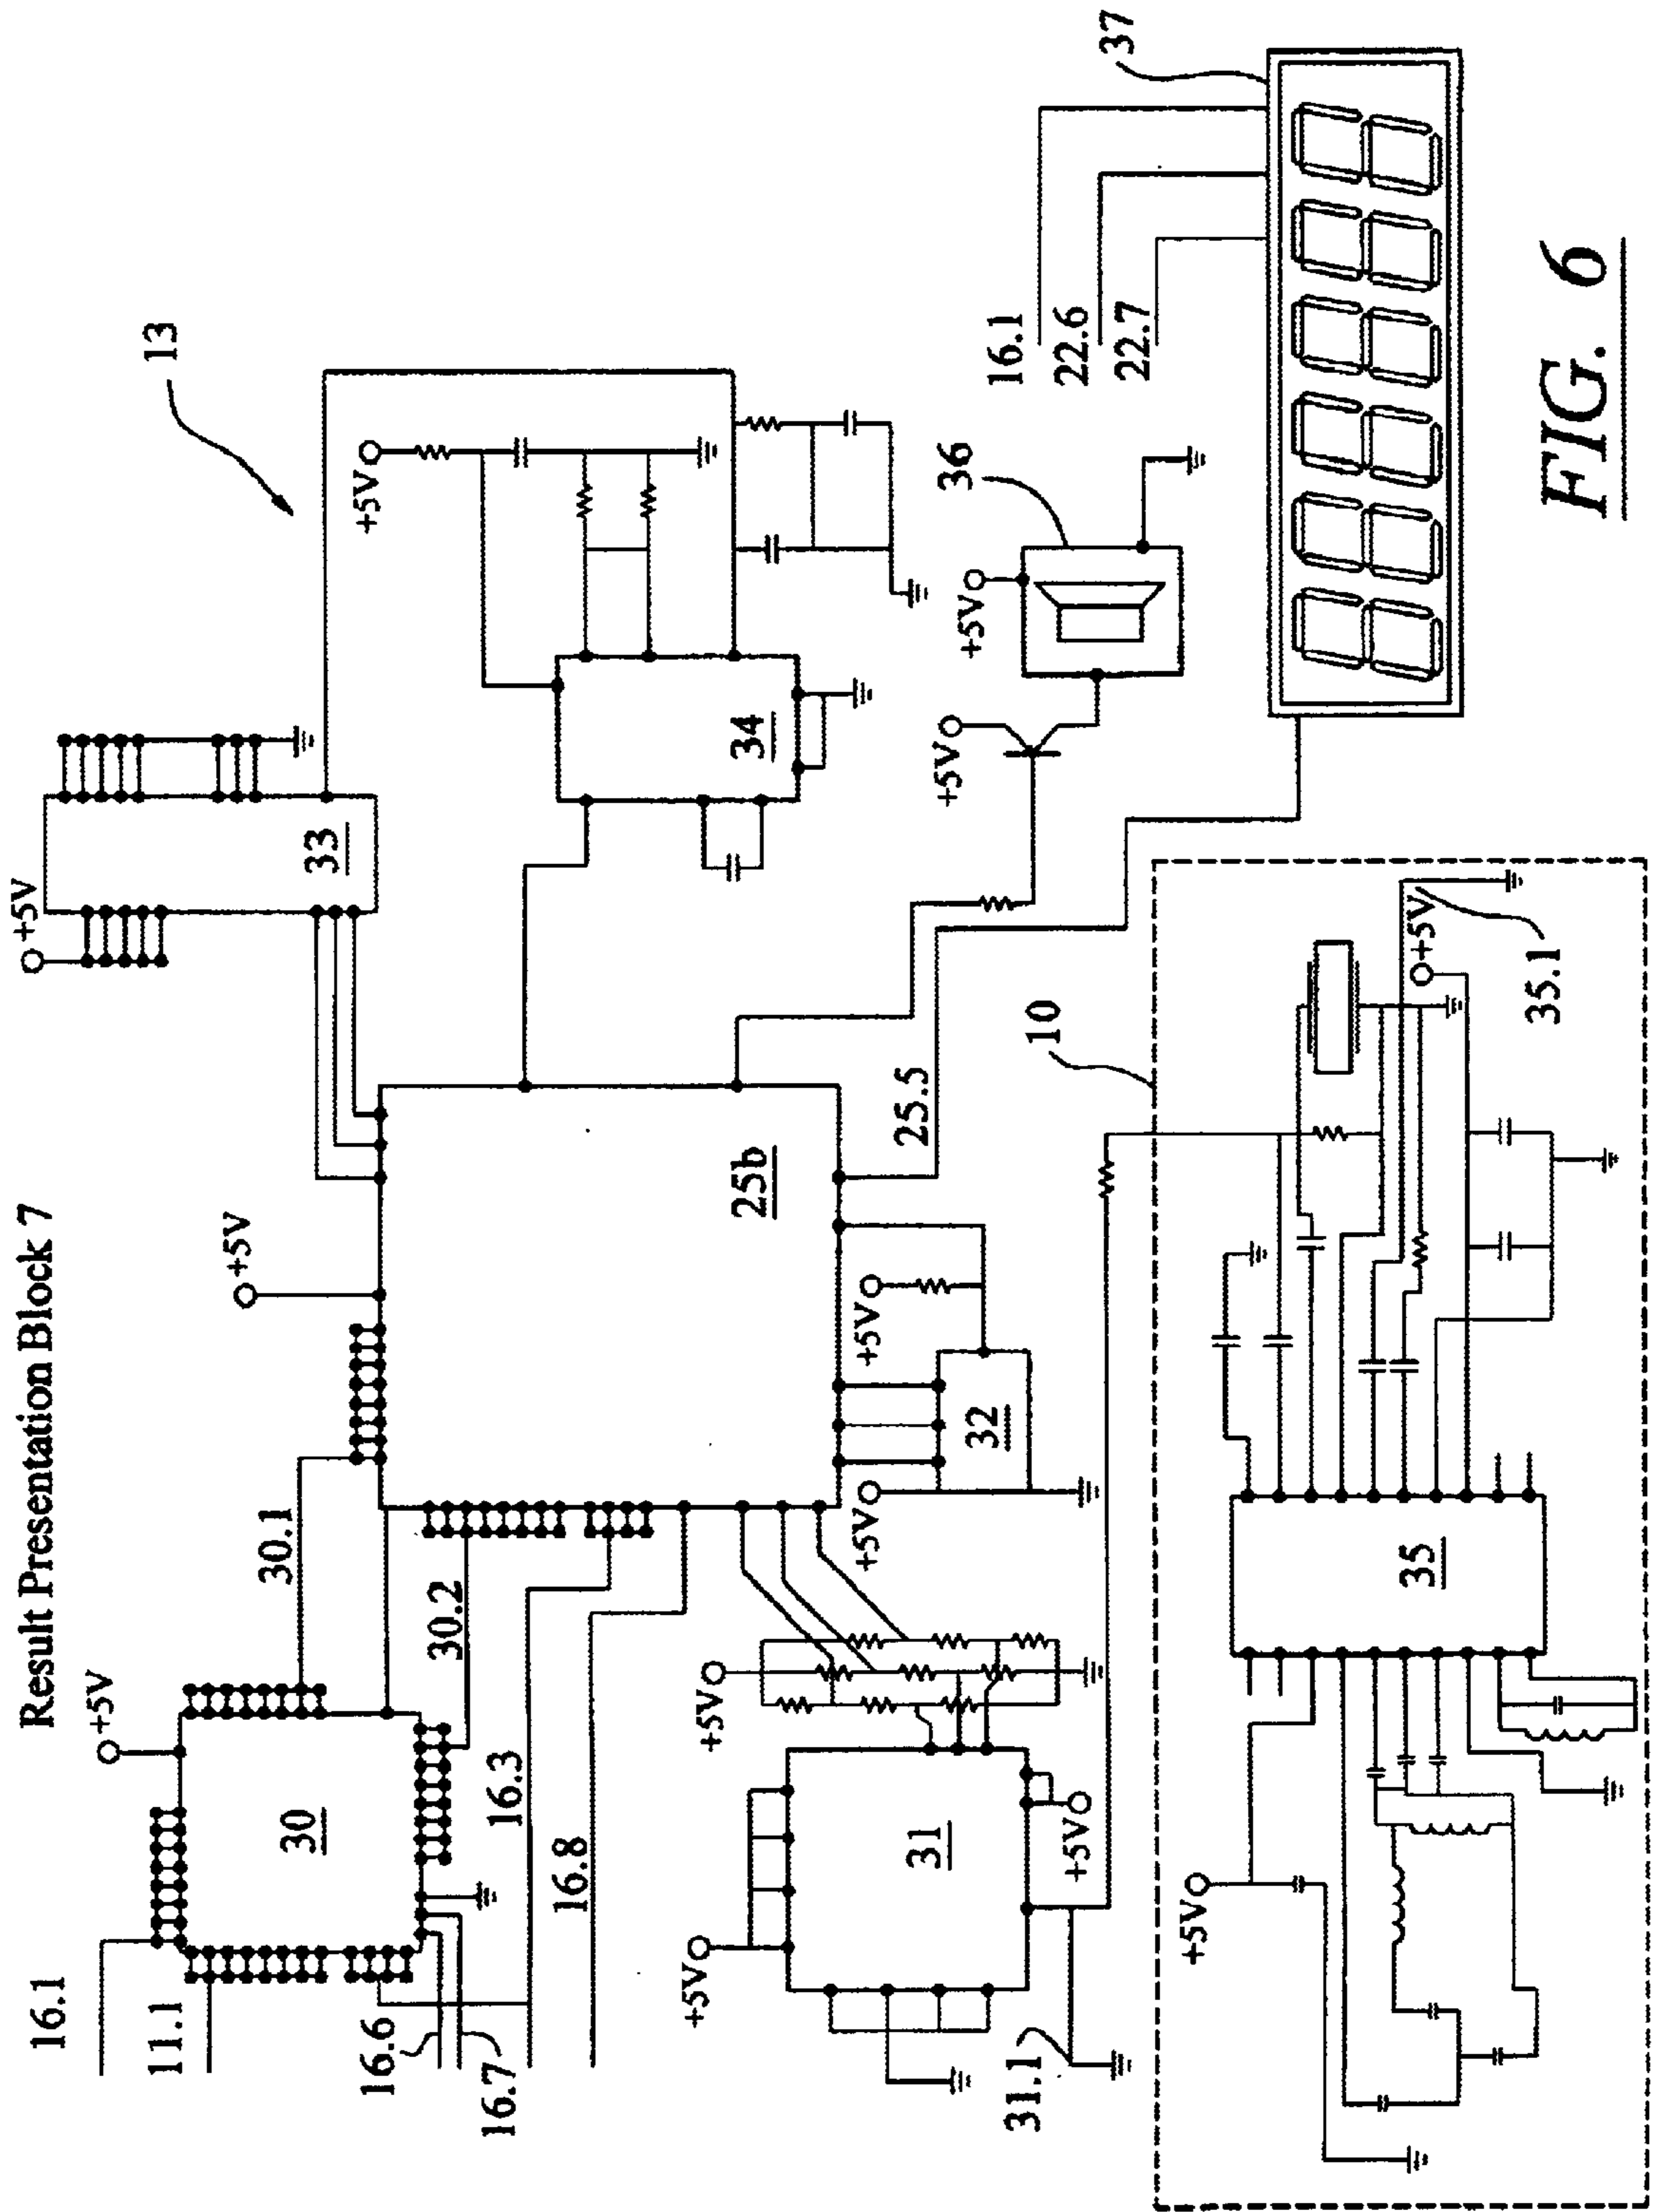 Result Presentation Block 7
+5V
33
13
+5V
34
+5V
30.1
+5V
30
16.1
11.1
30.2
25b
16.6
16.7
16.3
16.8
+5V
36
+5V
25.5
+5V
32
+5V
+5V
31
+5V
+5V
31.1
16.1
22.6
22.7
37
10
35
+5V
35.1
+5V
FIG. 6